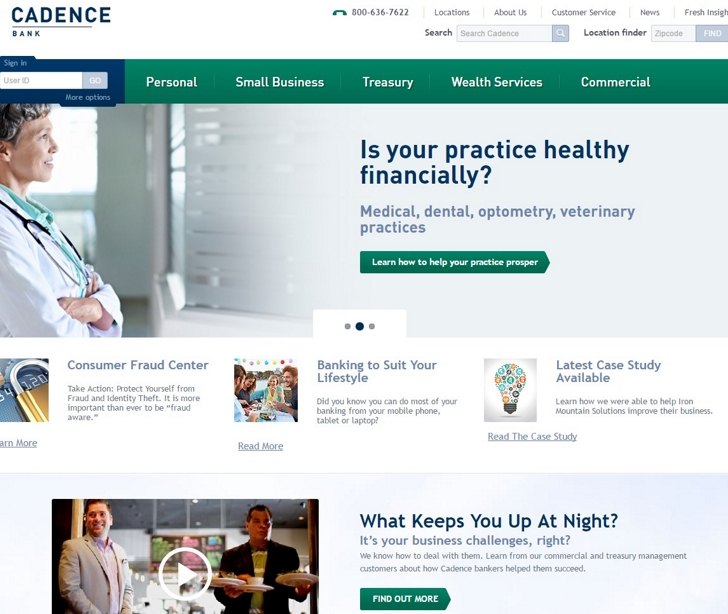 CADENCE
BANK
800-636-7622
Locations
About Us
Customer Service
News
Fresh Insigh
Search
Search Cadence
Location finder
Zipcode
FIND
Sign in
User ID
GO
More options
Personal
Small Business
Treasury
Wealth Services
Commercial
Is your practice healthy
financially?
Medical, dental, optometry, veterinary
practices
Learn how to help your practice prosper
Consumer Fraud Center
Take Action: Protect Yourself from
Fraud and Identity Theft. It is more
important than ever to be “fraud
aware.”
arn More
Banking to Suit Your
Lifestyle
Did you know you can do most of your
banking from your mobile phone,
tablet or laptop?
Read More
Latest Case Study
Available
Learn how we were able to help Iron
Mountain Solutions improve their business.
Read The Case Study
What Keeps You Up At Night?
It’s your business challenges, right?
We know how to deal with them. Learn from our commercial and treasury management
customers about how Cadence bankers helped them succeed.
FIND OUT MORE